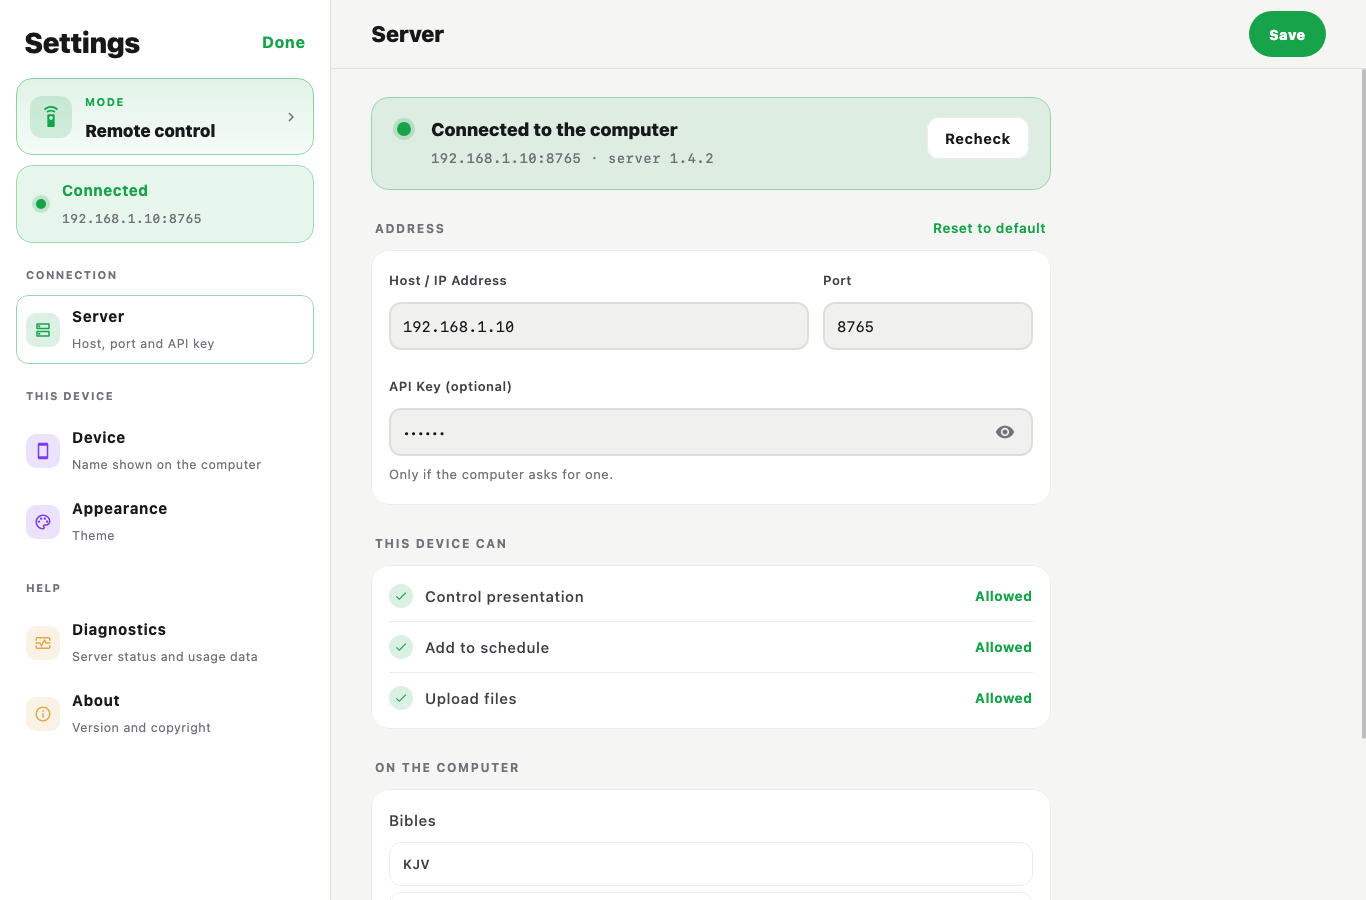 Settings
Done
MODE
Remote control
Connected
192.168.1.10:8765
CONNECTION
Server
Host, port and API key
THIS DEVICE
Device
Name shown on the computer
Appearance
Theme
HELP
Diagnostics
Server status and usage data
About
Version and copyright
Server
Save
Connected to the computer
192.168.1.10:8765 · server 1.4.2
Recheck
ADDRESS
Reset to default
Host / IP Address
Port
192.168.1.10
8765
API Key (optional)
••••••
Only if the computer asks for one.
THIS DEVICE CAN
Control presentation
Allowed
Add to schedule
Allowed
Upload files
Allowed
ON THE COMPUTER
Bibles
KJV